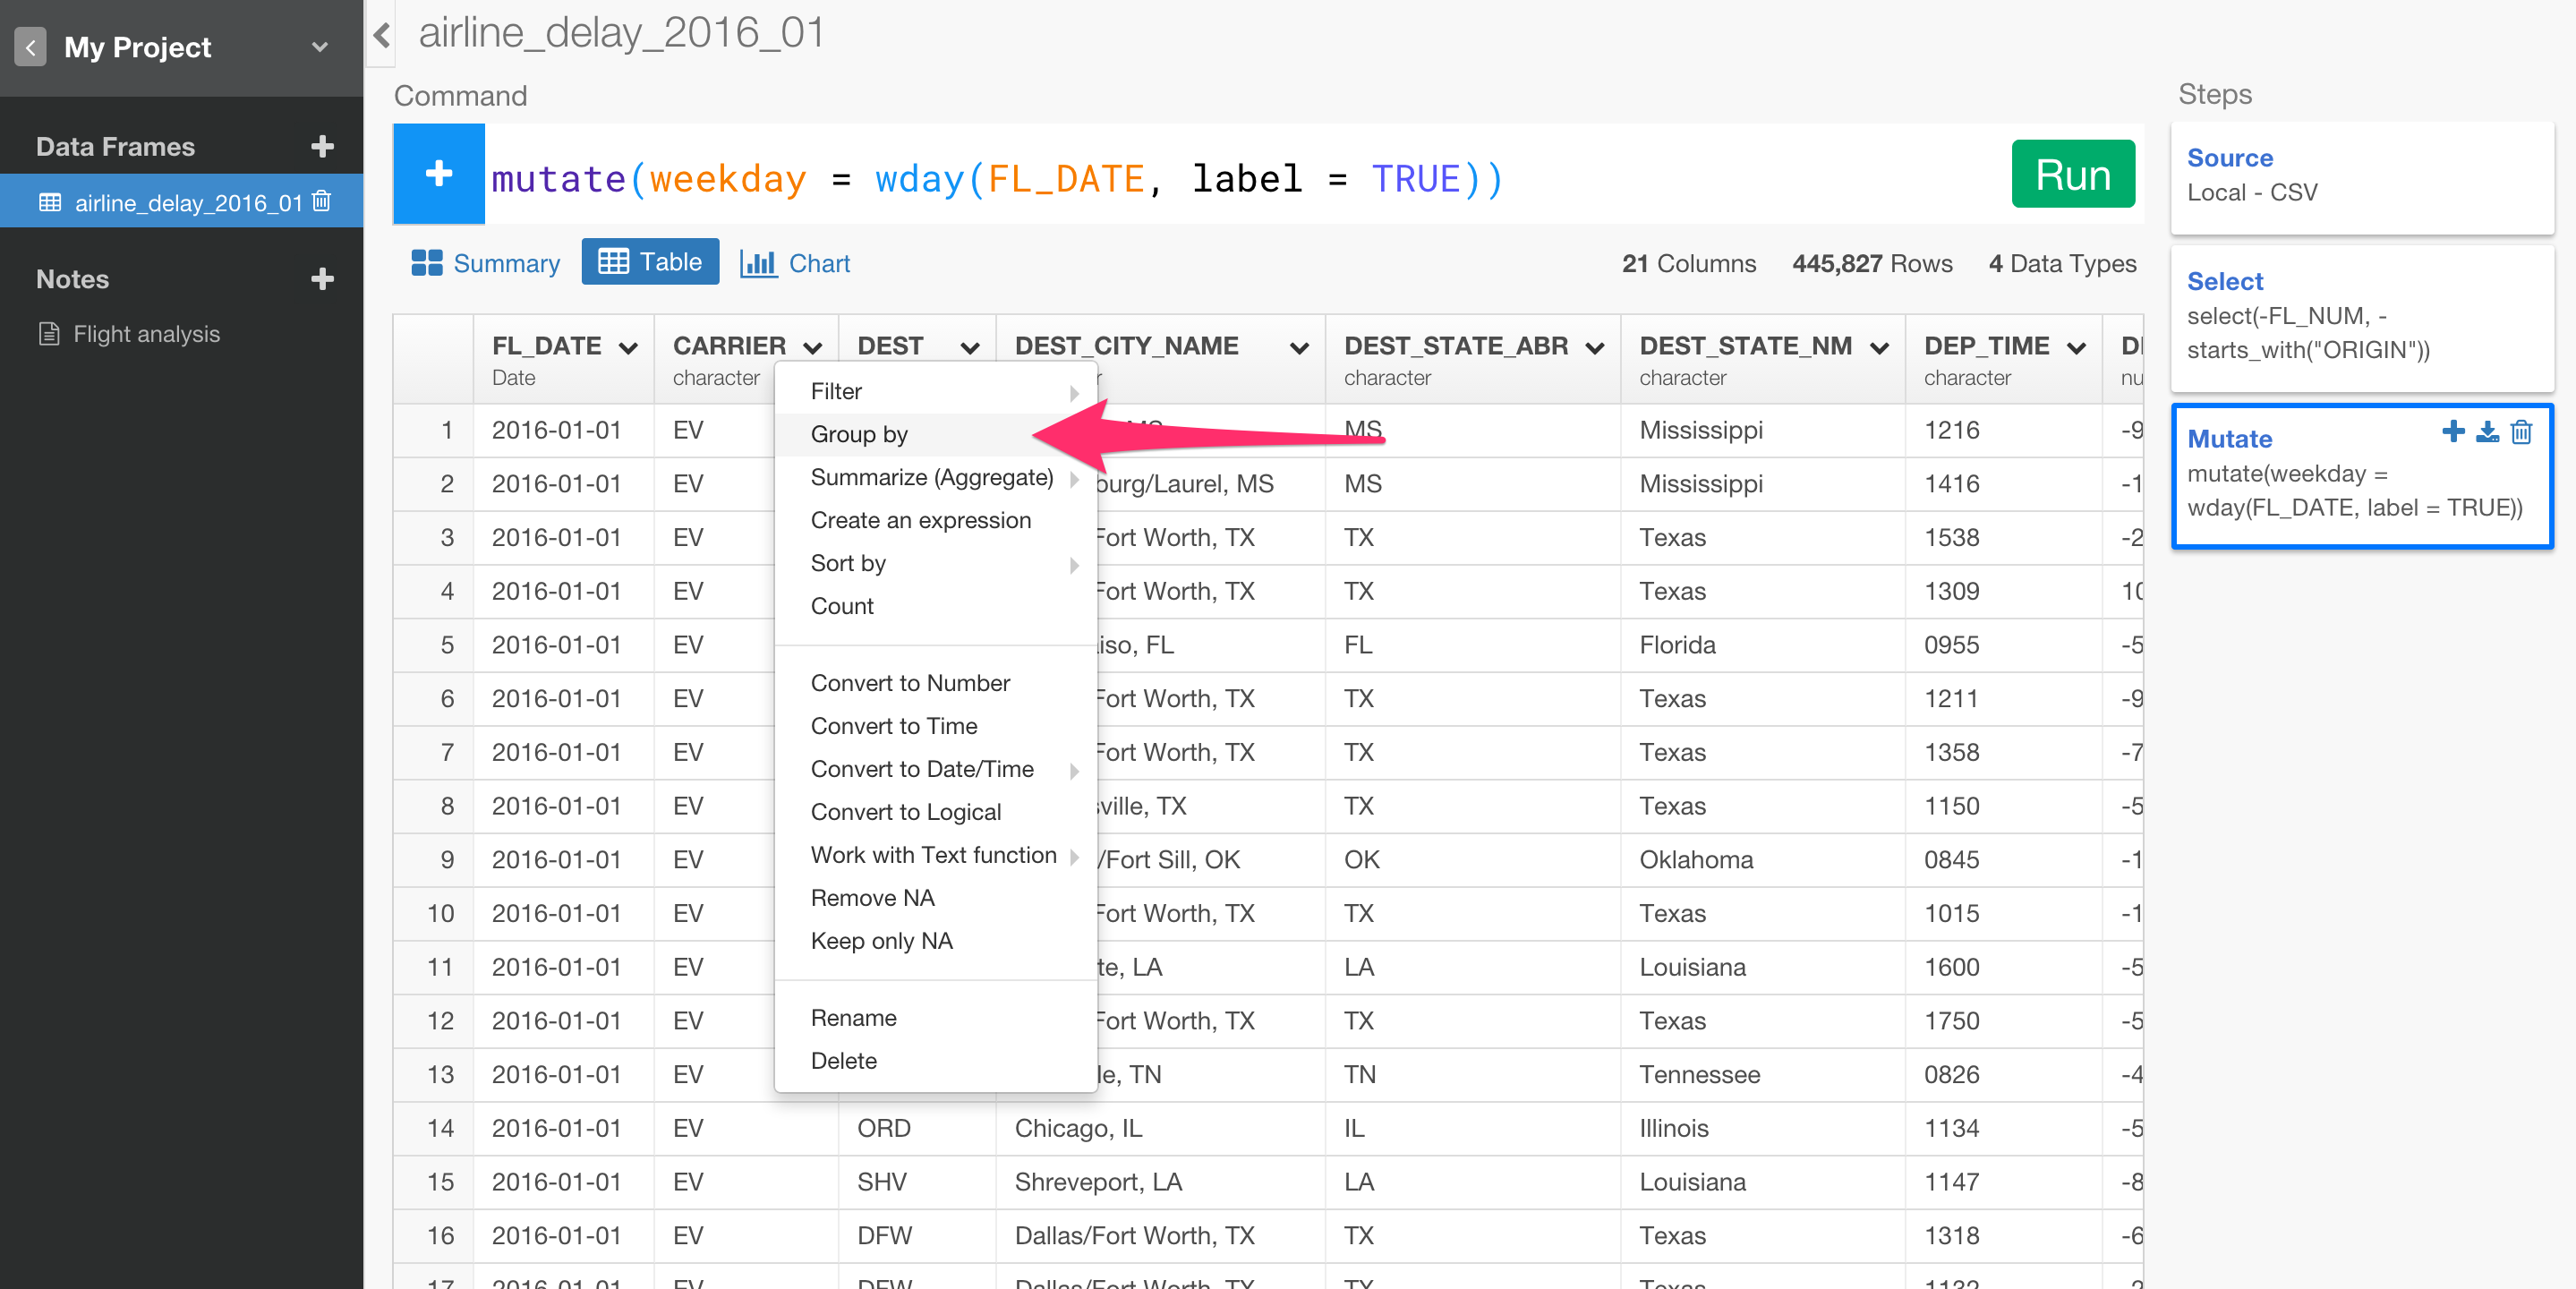 My Project
airline_delay_2016_01
Data Frames
airline_delay_2016_01
Notes
Flight analysis
Command
mutate(weekday = wday(FL_DATE, label = TRUE))
Run
Summary Table Chart
21 Columns 445,827 Rows 4 Data Types
FL_DATE CARRIER DEST DEST_CITY_NAME DEST_STATE_ABR DEST_STATE_NM DEP_TIME
Date character character character character
1 2016-01-01 EV MS Mississippi 1216 -9
2 2016-01-01 EV burg/Laurel, MS MS Mississippi 1416 -1
3 2016-01-01 EV Fort Worth, TX TX Texas 1538 -2
4 2016-01-01 EV Fort Worth, TX TX Texas 1309 10
5 2016-01-01 EV iso, FL FL Florida 0955 -5
6 2016-01-01 EV Fort Worth, TX TX Texas 1211 -9
7 2016-01-01 EV Fort Worth, TX TX Texas 1358 -7
8 2016-01-01 EV sville, TX TX Texas 1150 -5
9 2016-01-01 EV /Fort Sill, OK OK Oklahoma 0845 -1
10 2016-01-01 EV Fort Worth, TX TX Texas 1015 -1
11 2016-01-01 EV te, LA LA Louisiana 1600 -5
12 2016-01-01 EV Fort Worth, TX TX Texas 1750 -5
13 2016-01-01 EV le, TN TN Tennessee 0826 -4
14 2016-01-01 EV ORD Chicago, IL IL Illinois 1134 -5
15 2016-01-01 EV SHV Shreveport, LA LA Louisiana 1147 -8
16 2016-01-01 EV DFW Dallas/Fort Worth, TX TX Texas 1318 -6
17 2016-01-01 EV DFW Dallas/Fort Worth, TX TX Texas 1132
Filter
Group by
Summarize (Aggregate)
Create an expression
Sort by
Count
Convert to Number
Convert to Time
Convert to Date/Time
Convert to Logical
Work with Text function
Remove NA
Keep only NA
Rename
Delete
Steps
Source
Local - CSV
Select
select(-FL_NUM, -
starts_with("ORIGIN"))
Mutate
mutate(weekday =
wday(FL_DATE, label = TRUE))